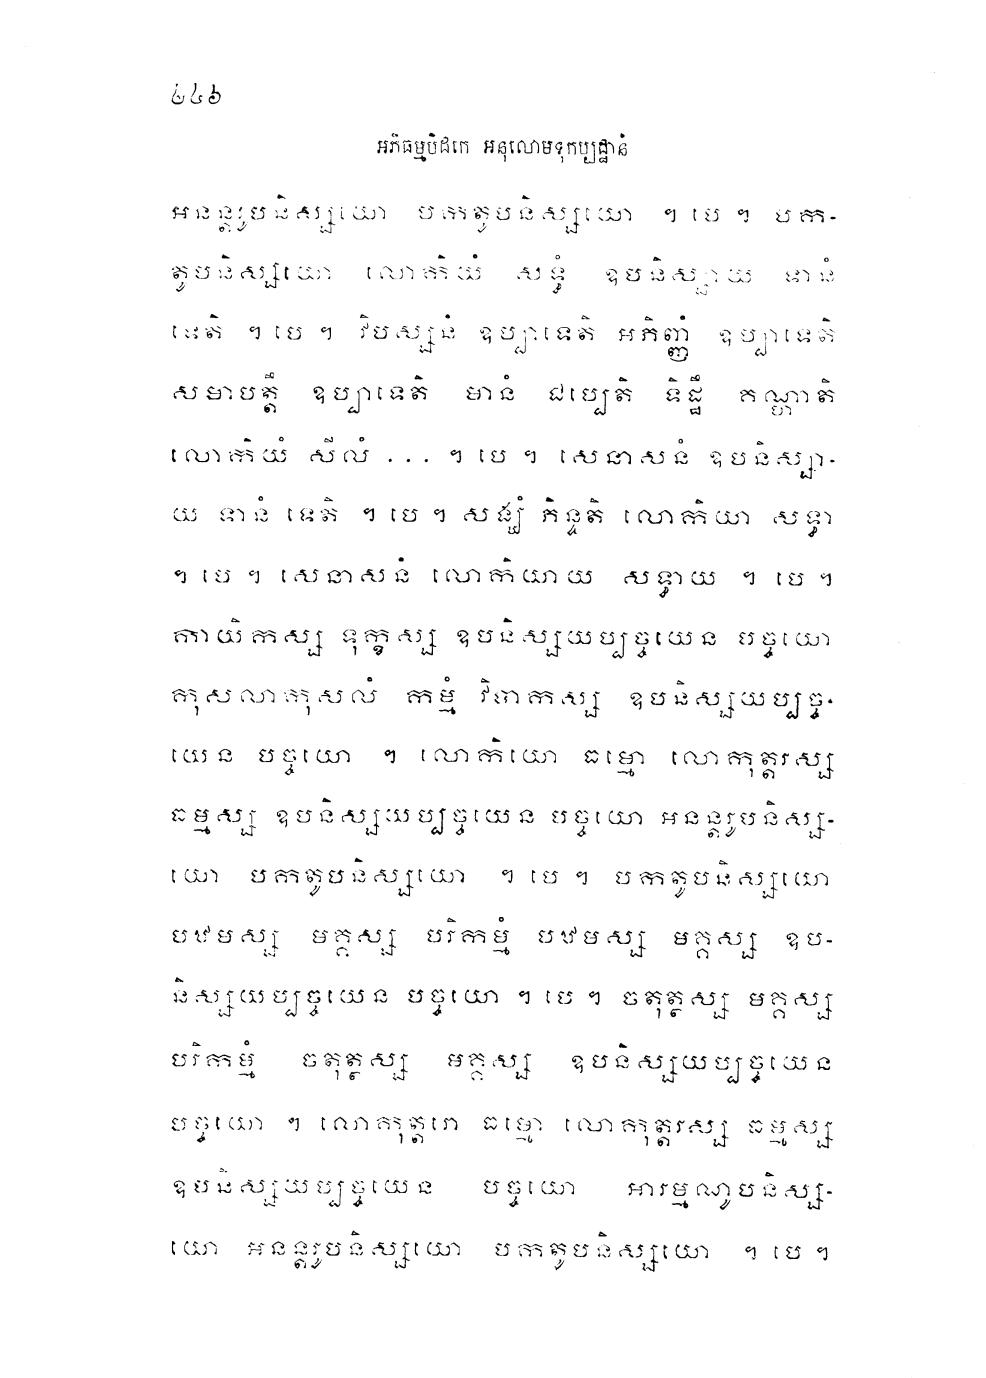 ៤៤៦
អភិធម្មបិដកេ អនុលោមទុកប្បដ្ឋានំ
អនន្តរូបនិស្សយោ បកតូបនិស្សយោ ។ បេ ។ បក-
តូបនិស្សយោ លោកិយំ សទ្ធំ ឧបនិស្សាយ ទានំ
ទេតិ ។ បេ ។ វិបស្សនំ ឧប្បាទេតិ អភិញ្ញំ ឧប្បាទេតិ
សមាបត្តឹ ឧប្បាទេតិ មានំ ជប្បេតិ ទិដ្ឋឹ គណ្ហាតិ
លោកិយំ សីលំ ... ។ បេ ។ សេនាសនំ ឧបនិស្សា-
យ ទានំ ទេតិ ។ បេ ។ សង្ឃំ ភិន្ទតិ លោកិយា សទ្ធា
។ បេ ។ សេនាសនំ លោកិយាយ សទ្ធាយ ។ បេ ។
កាយិកស្ស ទុក្ខស្ស ឧបនិស្សយប្បច្ចយេន បច្ចយោ
កុសលាកុសលំ កម្មំ វិបាកស្ស ឧបនិស្សយប្បច្ច-
យេន បច្ចយោ ។ លោកិយោ ធម្មោ លោកុត្តរស្ស
ធម្មស្ស ឧបនិស្សយប្បច្ចយេន បច្ចយោ អនន្តរូបនិស្ស-
យោ បកតូបនិស្សយោ ។ បេ ។ បកតូបនិស្សយោ
បឋមស្ស មគ្គស្ស បរិកម្មំ បឋមស្ស មគ្គស្ស ឧប-
និស្សយប្បច្ចយេន បច្ចយោ ។ បេ ។ ចតុត្ថស្ស មគ្គស្ស
បរិកម្មំ ចតុត្ថស្ស មគ្គស្ស ឧបនិស្សយប្បច្ចយេន
បច្ចយោ ។ លោកុត្តរោ ធម្មោ លោកុត្តរស្ស ធម្មស្ស
ឧបនិស្សយប្បច្ចយេន បច្ចយោ អារម្មណូបនិស្ស-
យោ អនន្តរូបនិស្សយោ បកតូបនិស្សយោ ។ បេ ។